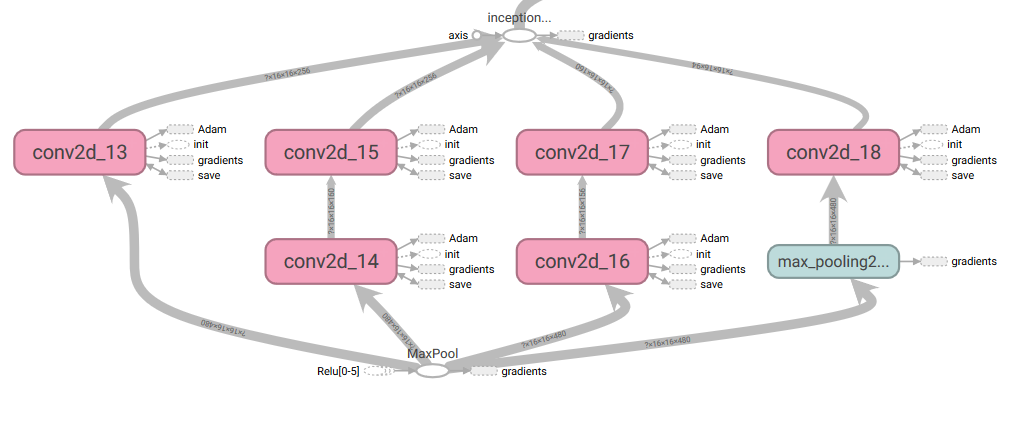 inception...
axis
gradients
?×16×16×256
?×16×16×256
?×16×16×160
?×16×16×94
conv2d_13
Adam
init
gradients
save
conv2d_15
Adam
init
gradients
save
conv2d_17
Adam
init
gradients
save
conv2d_18
Adam
init
gradients
save
?×16×16×160
?×16×16×156
?×16×16×480
conv2d_14
Adam
init
gradients
save
conv2d_16
Adam
init
gradients
save
max_pooling2...
gradients
?×16×16×480
?×16×16×480
?×16×16×480
?×16×16×480
MaxPool
Relu[0-5]
gradients